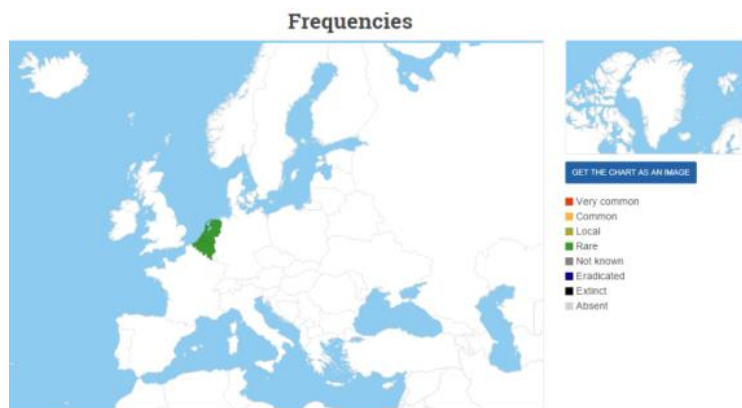 Frequencies
GET THE CHART AS AN IMAGE
Very common
Common
Local
Rare
Not known
Eradicated
Extinct
Absent